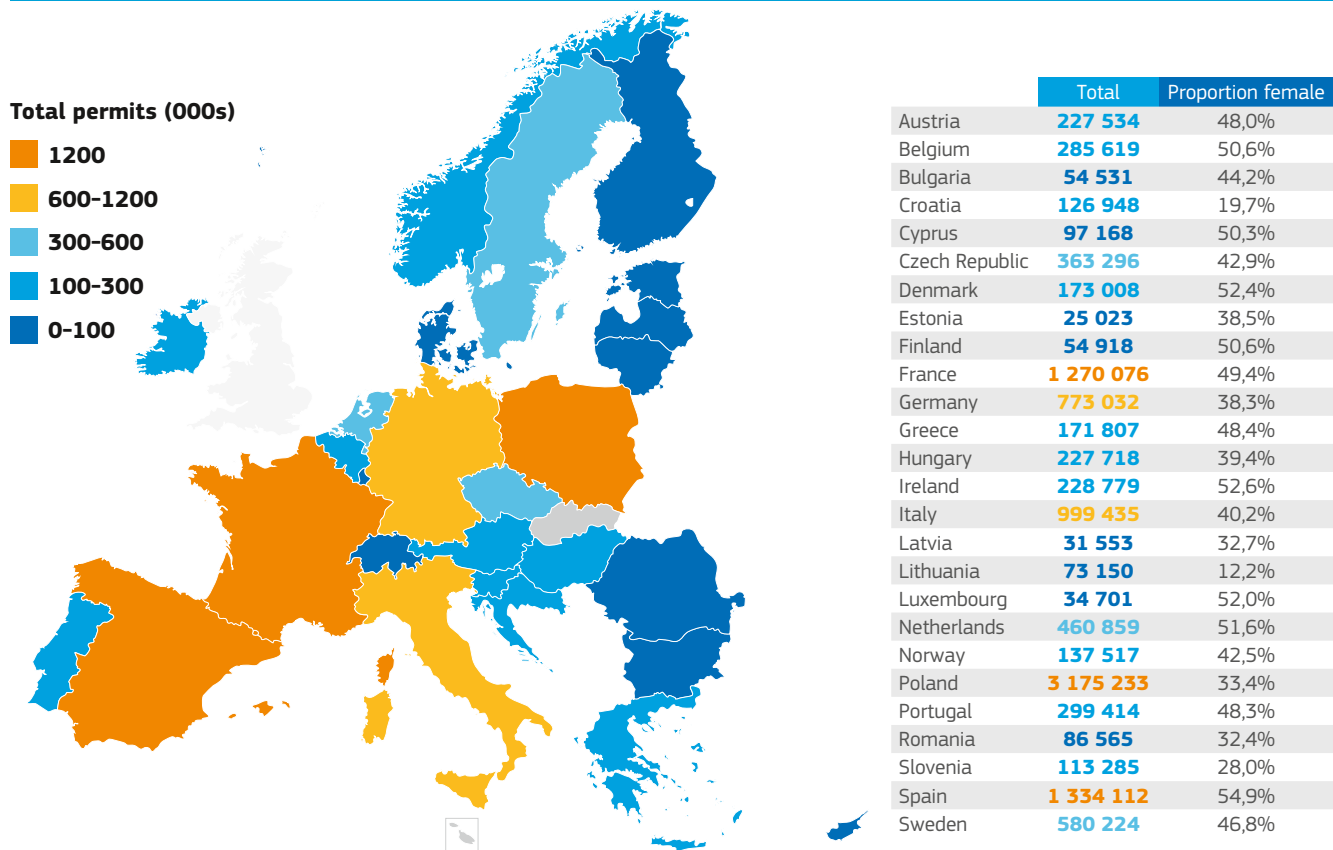 Total permits (000s)
1200
600–1200
300–600
100–300
0–100
Total Proportion female
Austria 227 534 48,0%
Belgium 285 619 50,6%
Bulgaria 54 531 44,2%
Croatia 126 948 19,7%
Cyprus 97 168 50,3%
Czech Republic 363 296 42,9%
Denmark 173 008 52,4%
Estonia 25 023 38,5%
Finland 54 918 50,6%
France 1 270 076 49,4%
Germany 773 032 38,3%
Greece 171 807 48,4%
Hungary 227 718 39,4%
Ireland 228 779 52,6%
Italy 999 435 40,2%
Latvia 31 553 32,7%
Lithuania 73 150 12,2%
Luxembourg 34 701 52,0%
Netherlands 460 859 51,6%
Norway 137 517 42,5%
Poland 3 175 233 33,4%
Portugal 299 414 48,3%
Romania 86 565 32,4%
Slovenia 113 285 28,0%
Spain 1 334 112 54,9%
Sweden 580 224 46,8%